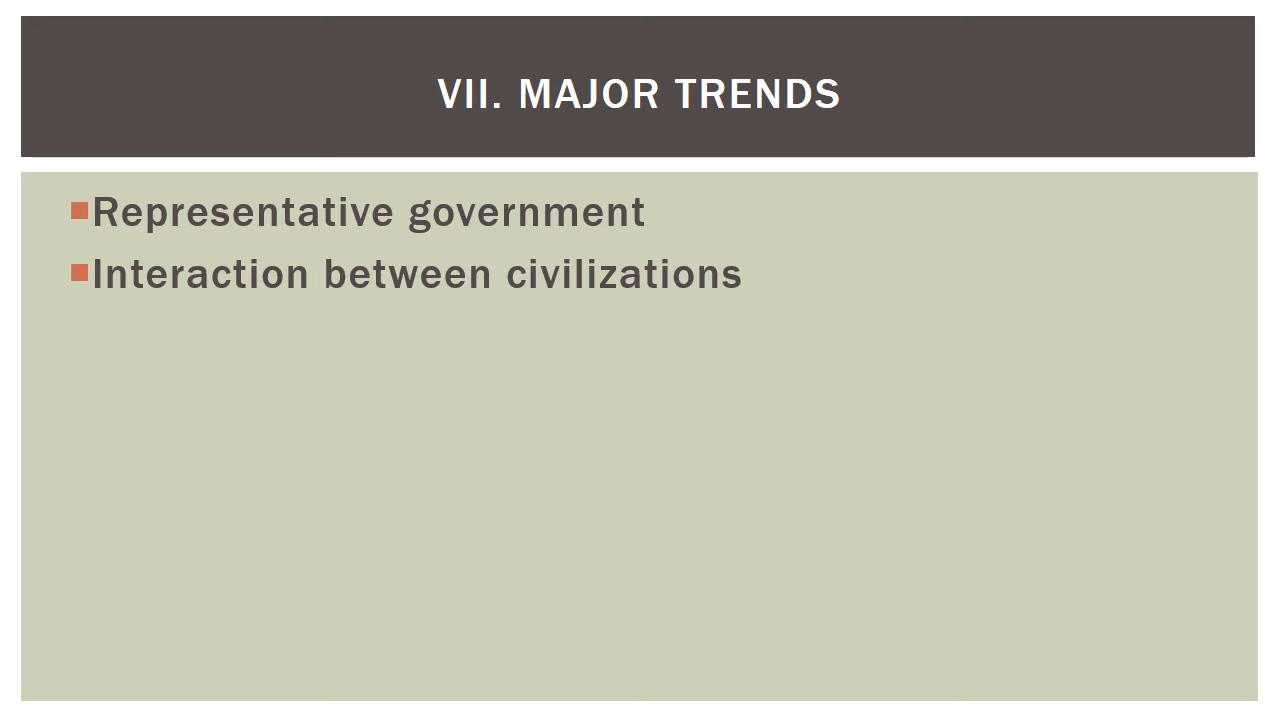 VII. MAJOR TRENDS
Representative government
Interaction between civilizations